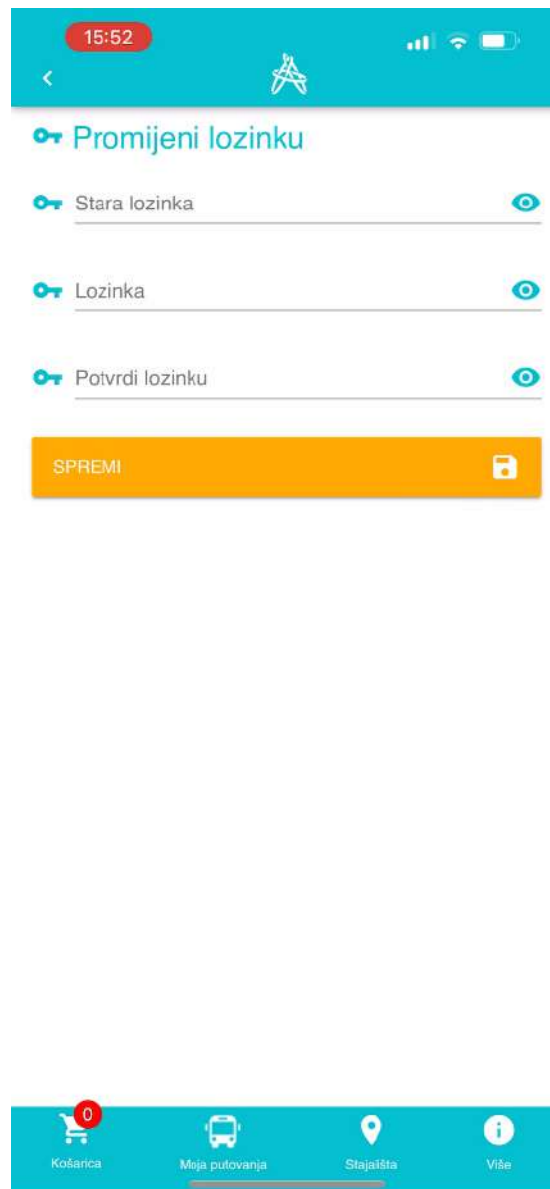 15:52
Promijeni lozinku
Stara lozinka
Lozinka
Potvrdi lozinku
SPREMI
0
Košarica
Moja putovanja
Stajališta
Više